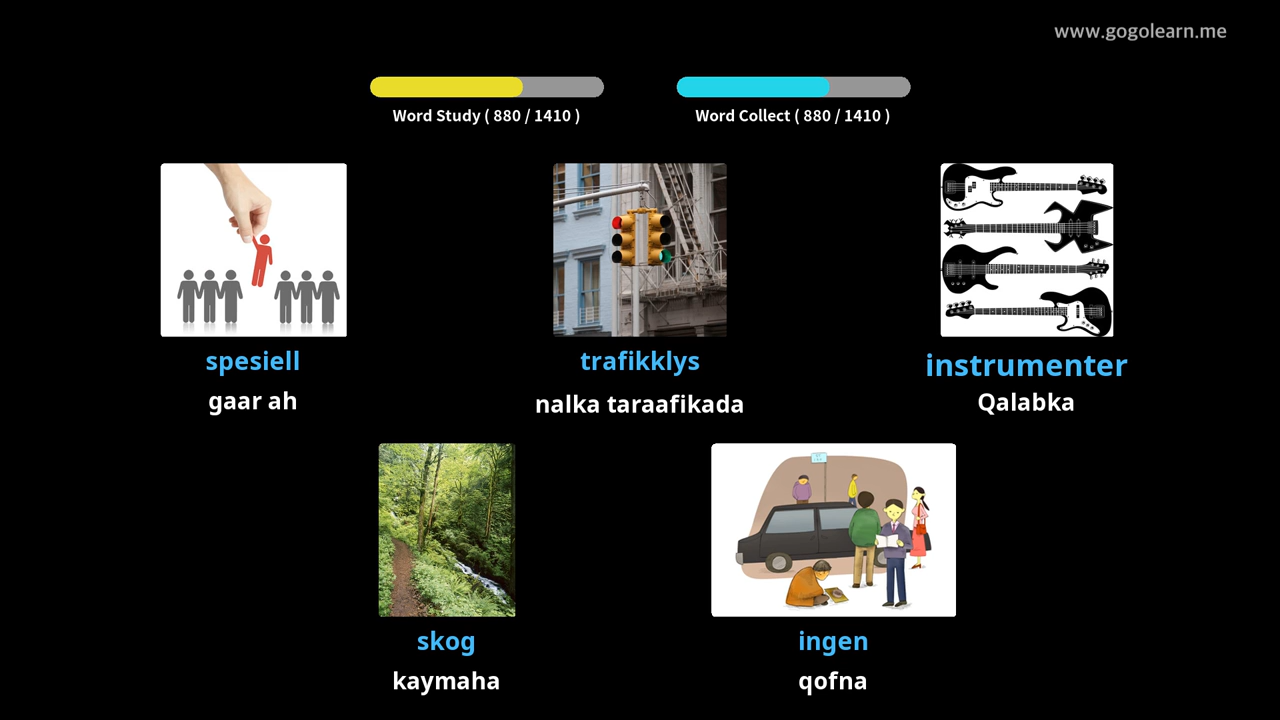 www.gogolearn.me
Word Study ( 880 / 1410 )
Word Collect ( 880 / 1410 )
spesiell
trafikklys
instrumenter
gaar ah
nalka taraafikada
Qalabka
skog
ingen
kaymaha
qofna